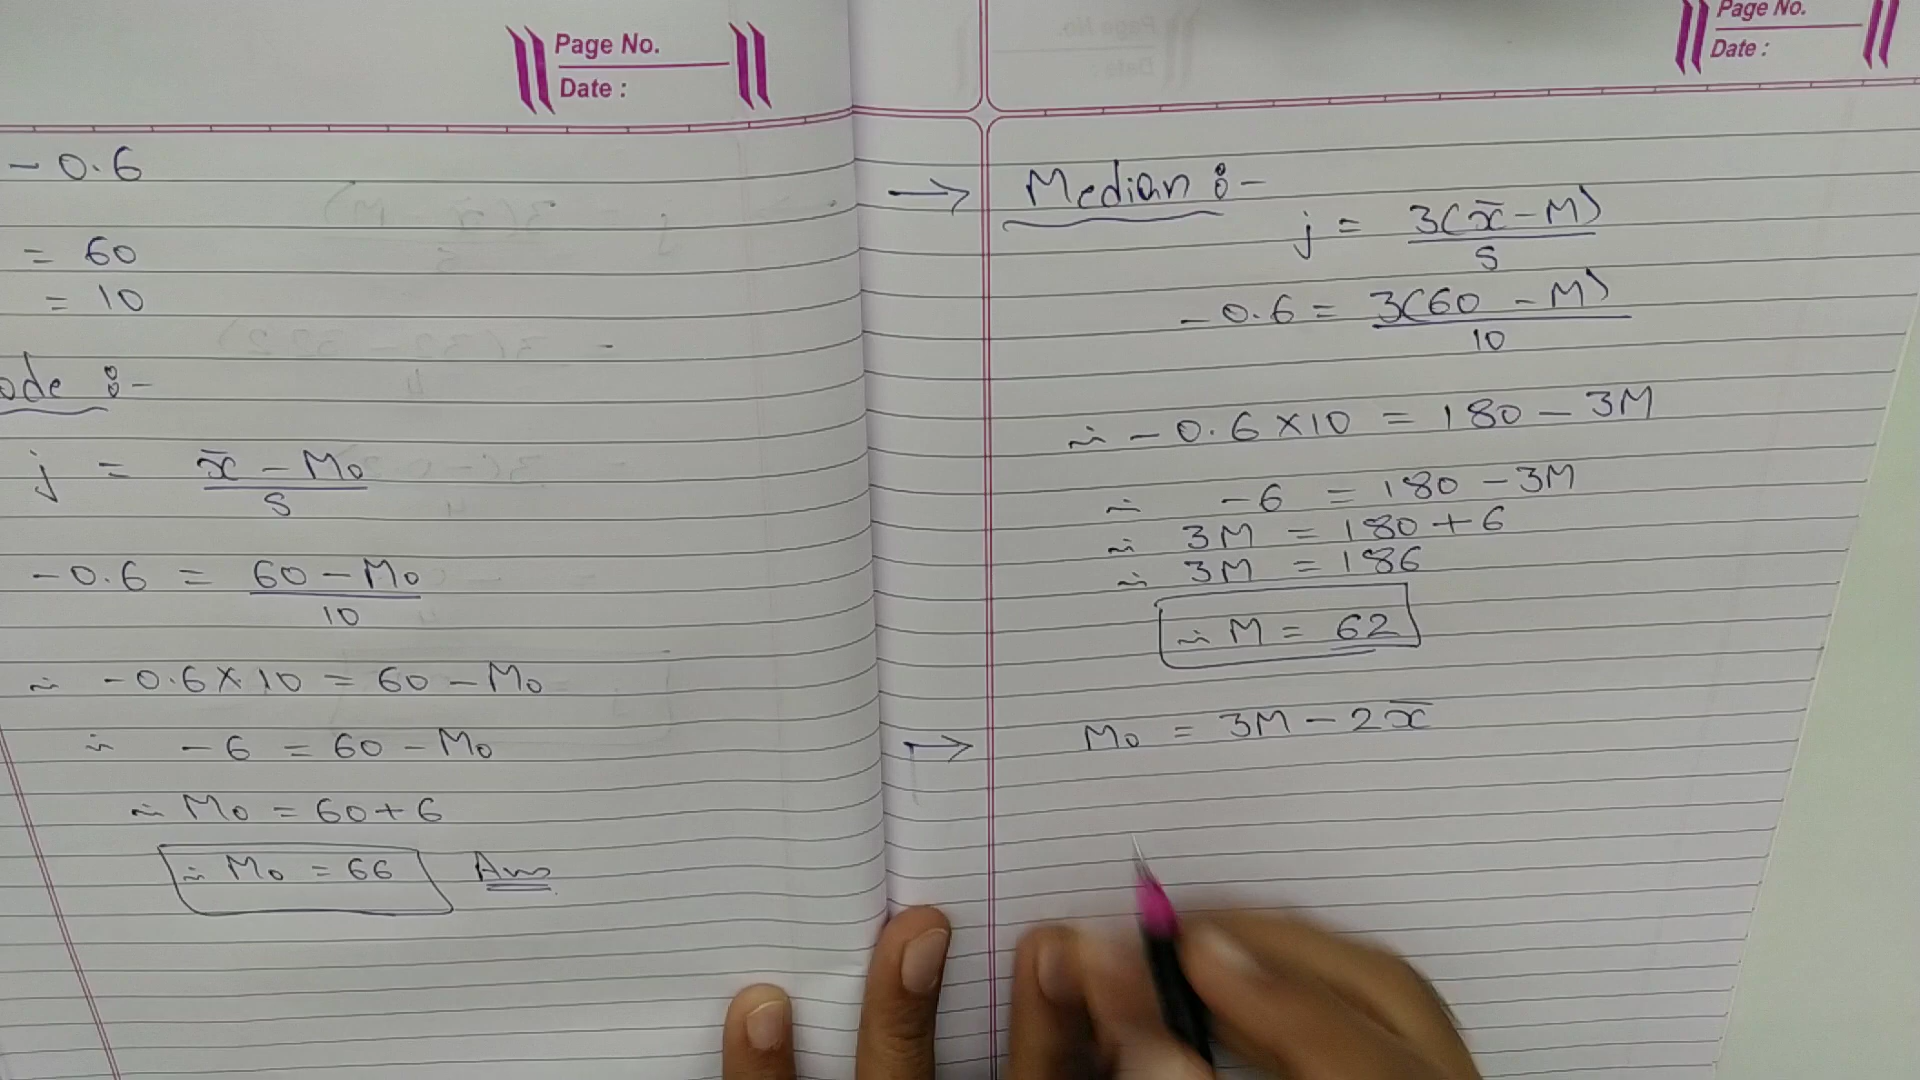 Page No.
Date :
- 0.6
= 60
= 10
ode :-
j = x̄ - Mo
S
-0.6 = 60 - Mo
10
∴ -0.6 × 10 = 60 - Mo
∴ -6 = 60 - Mo
∴ Mo = 60 + 6
∴ Mo = 66 Ans
Page No.
Date :
→ Median :-
j = 3(x̄ - M)
S
-0.6 = 3(60 - M)
10
∴ -0.6 × 10 = 180 - 3M
∴ -6 = 180 - 3M
∴ 3M = 180 + 6
∴ 3M = 186
∴ M = 62
→ Mo = 3M - 2x̄